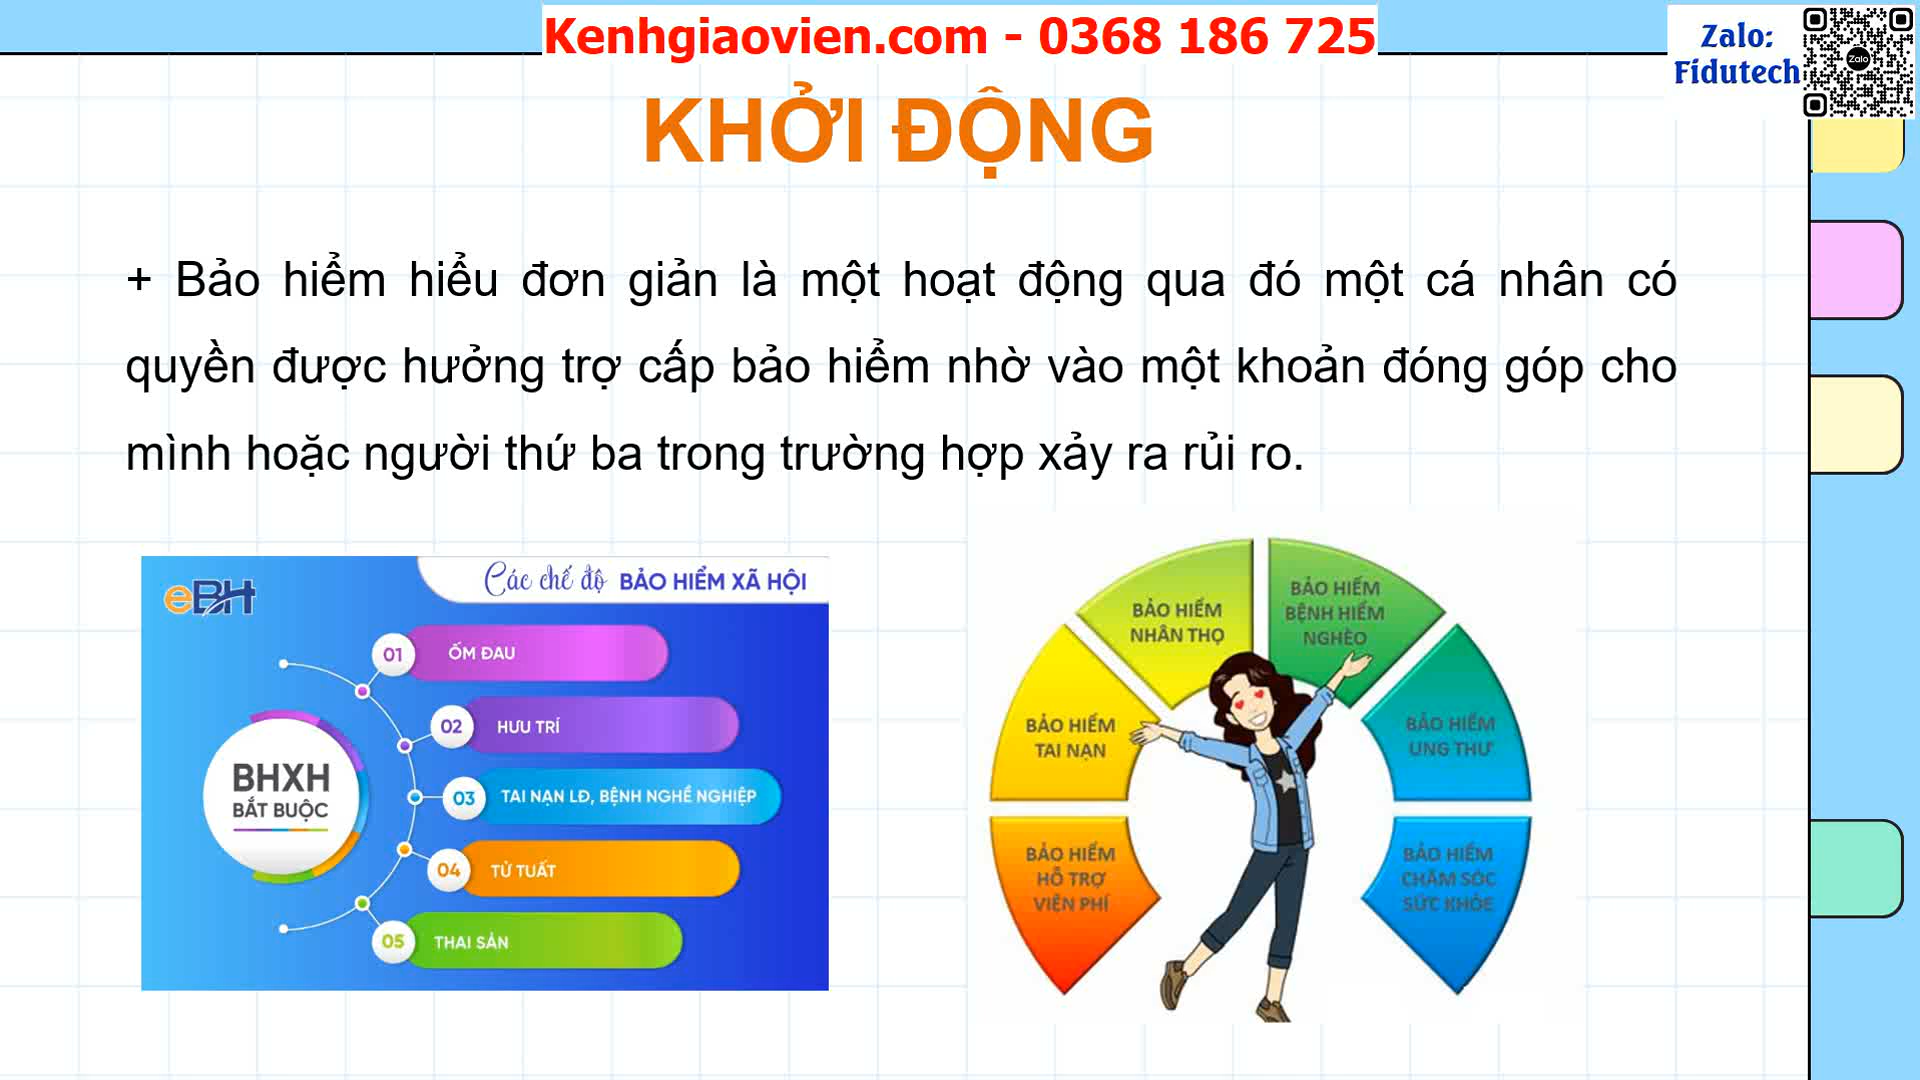 Kenhgiaovien.com - 0368 186 725
Zalo:
Fidutech
Zalo
KHỞI ĐỘNG
+ Bảo hiểm hiểu đơn giản là một hoạt động qua đó một cá nhân có
quyền được hưởng trợ cấp bảo hiểm nhờ vào một khoản đóng góp cho
mình hoặc người thứ ba trong trường hợp xảy ra rủi ro.
eBH
Các chế độ BẢO HIỂM XÃ HỘI
BHXH
BẮT BUỘC
01 ỐM ĐAU
02 HƯU TRÍ
03 TAI NẠN LĐ, BỆNH NGHỀ NGHIỆP
04 TỬ TUẤT
05 THAI SẢN
BẢO HIỂM
HỖ TRỢ
VIỆN PHÍ
BẢO HIỂM
TAI NẠN
BẢO HIỂM
NHÂN THỌ
BẢO HIỂM
BỆNH HIỂM
NGHÈO
BẢO HIỂM
UNG THƯ
BẢO HIỂM
CHĂM SÓC
SỨC KHỎE